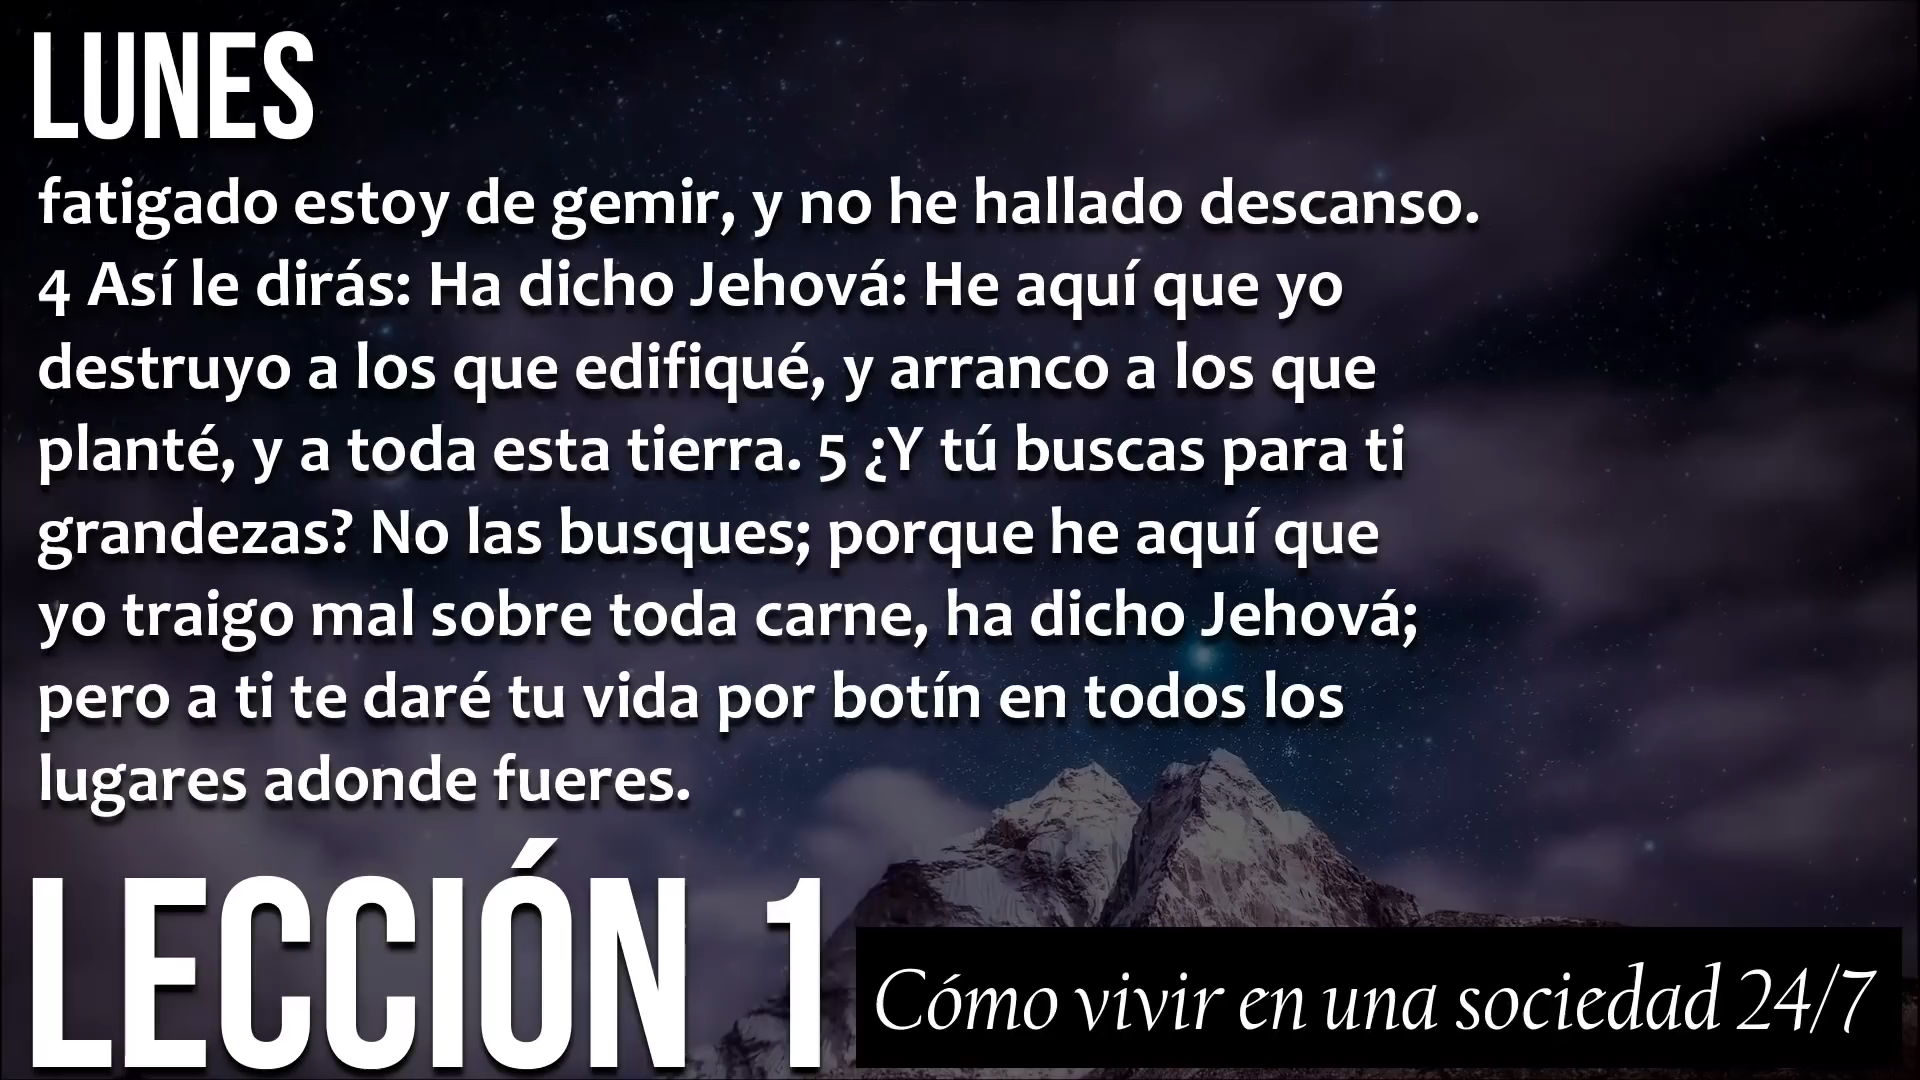 LUNES
fatigado estoy de gemir, y no he hallado descanso.
4 Así le dirás: Ha dicho Jehová: He aquí que yo
destruyo a los que edifiqué, y arranco a los que
planté, y a toda esta tierra. 5 ¿Y tú buscas para ti
grandezas? No las busques; porque he aquí que
yo traigo mal sobre toda carne, ha dicho Jehová;
pero a ti te daré tu vida por botín en todos los
lugares adonde fueres.
LECCIÓN 1
Cómo vivir en una sociedad 24/7